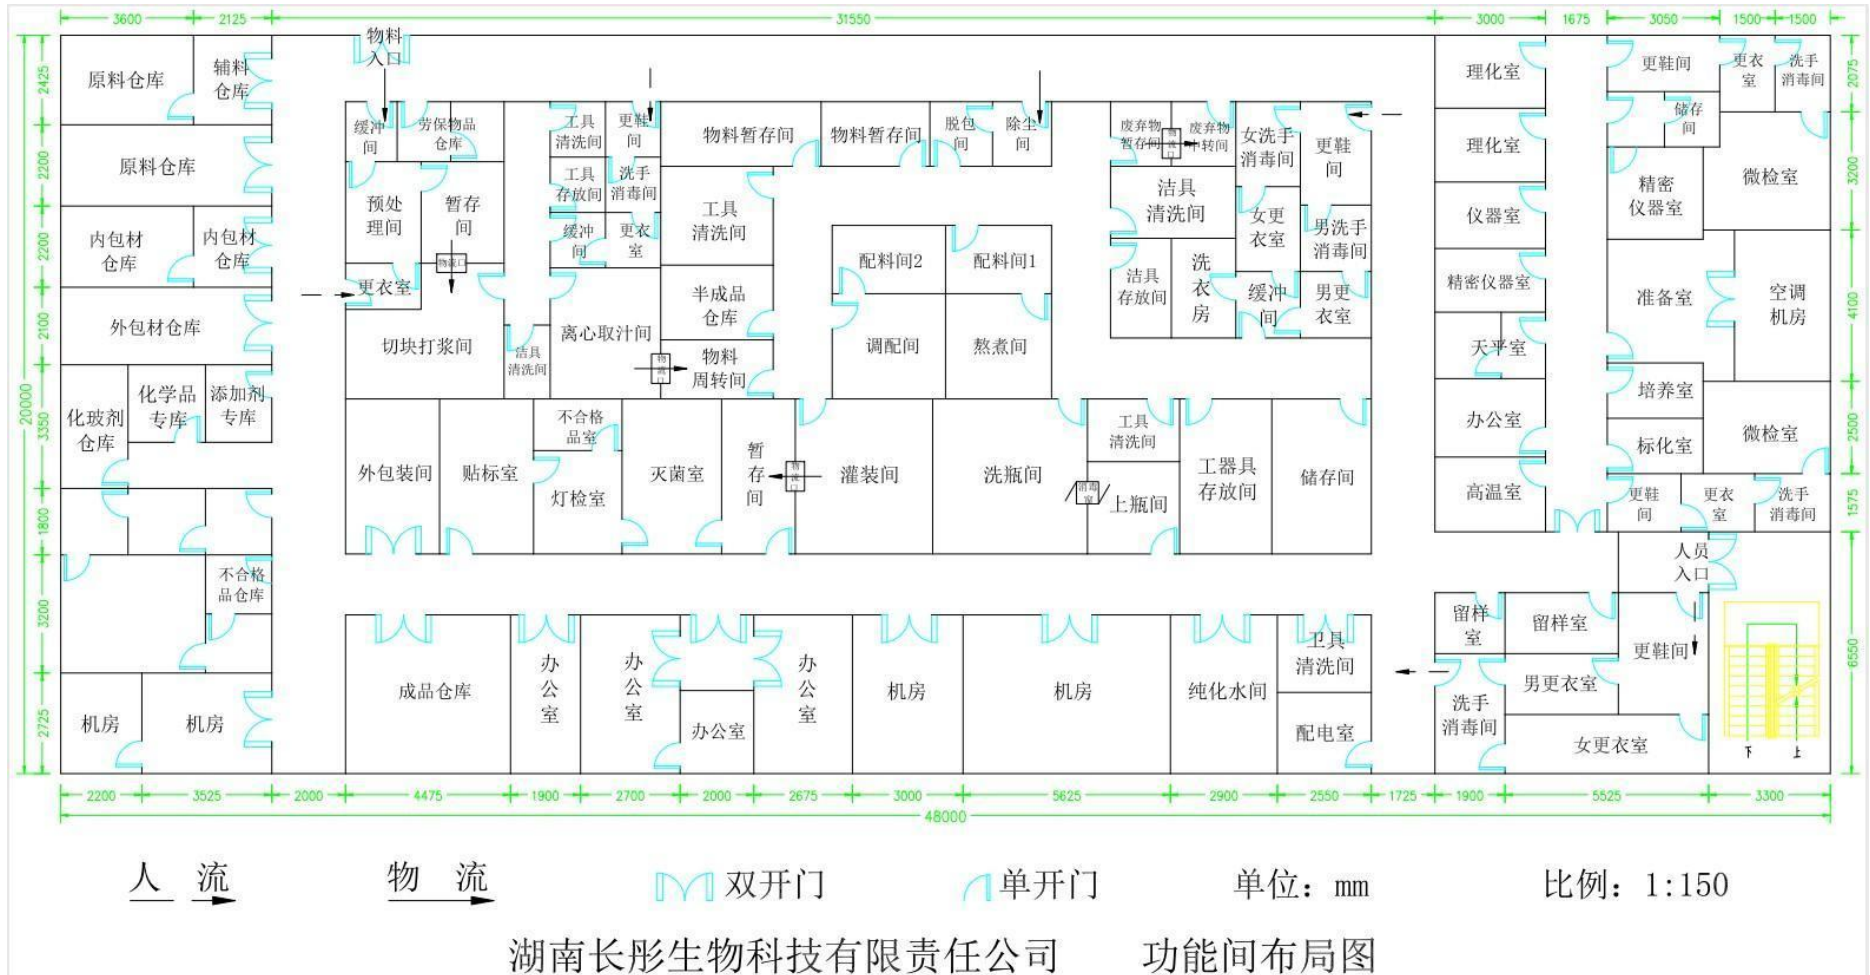 3600 2125 31550 3000 1675 3050 1500 1500
2425 2200 2200 2100 3350 1800 3200 2725
20000
2075 3200 4100 2500 1575 6550
物料
入口
原料仓库
辅料
仓库
原料仓库
内包材
仓库
内包材
仓库
外包材仓库
化玻剂
仓库
化学品
专库
添加剂
专库
不合格
品仓库
机房
机房
缓冲
间
劳保物品
仓库
预处
理间
暂存
间
物流口
更衣室
切块打浆间
洁具
清洗间
工具
清洗间
更鞋
间
工具
存放间
洗手
消毒间
缓冲
间
更衣
室
离心取汁间
物流口
物料暂存间
物料暂存间
脱包
间
除尘
间
工具
清洗间
半成品
仓库
物料
周转间
配料间2
配料间1
调配间
熬煮间
废弃物
暂存间
物流口
废弃物
中转间
女洗手
消毒间
更鞋
间
洁具
清洗间
女更
衣室
男洗手
消毒间
洁具
存放间
洗
衣
房
缓冲
间
男更
衣室
外包装间
贴标室
不合格
品室
灯检室
灭菌室
暂
存
间
物流口
灌装间
洗瓶间
工具
清洗间
消毒
室
上瓶间
工器具
存放间
储存间
成品仓库
办
公
室
办
公
室
办公室
办
公
室
机房
机房
纯化水间
卫具
清洗间
配电室
理化室
理化室
仪器室
精密仪器室
天平室
办公室
高温室
更鞋间
更衣
室
洗手
消毒间
储存
间
精密
仪器室
微检室
准备室
空调
机房
培养室
标化室
微检室
更鞋
间
更衣
室
洗手
消毒间
人员
入口
留样
室
留样室
更鞋间
男更衣室
洗手
消毒间
女更衣室
下 上
2200 3525 2000 4475 1900 2700 2000 2675 3000 5625 2900 2550 1725 1900 5525 3300
48000
人 流 物 流 双开门 单开门 单位：mm 比例：1:150
湖南长彤生物科技有限责任公司 功能间布局图